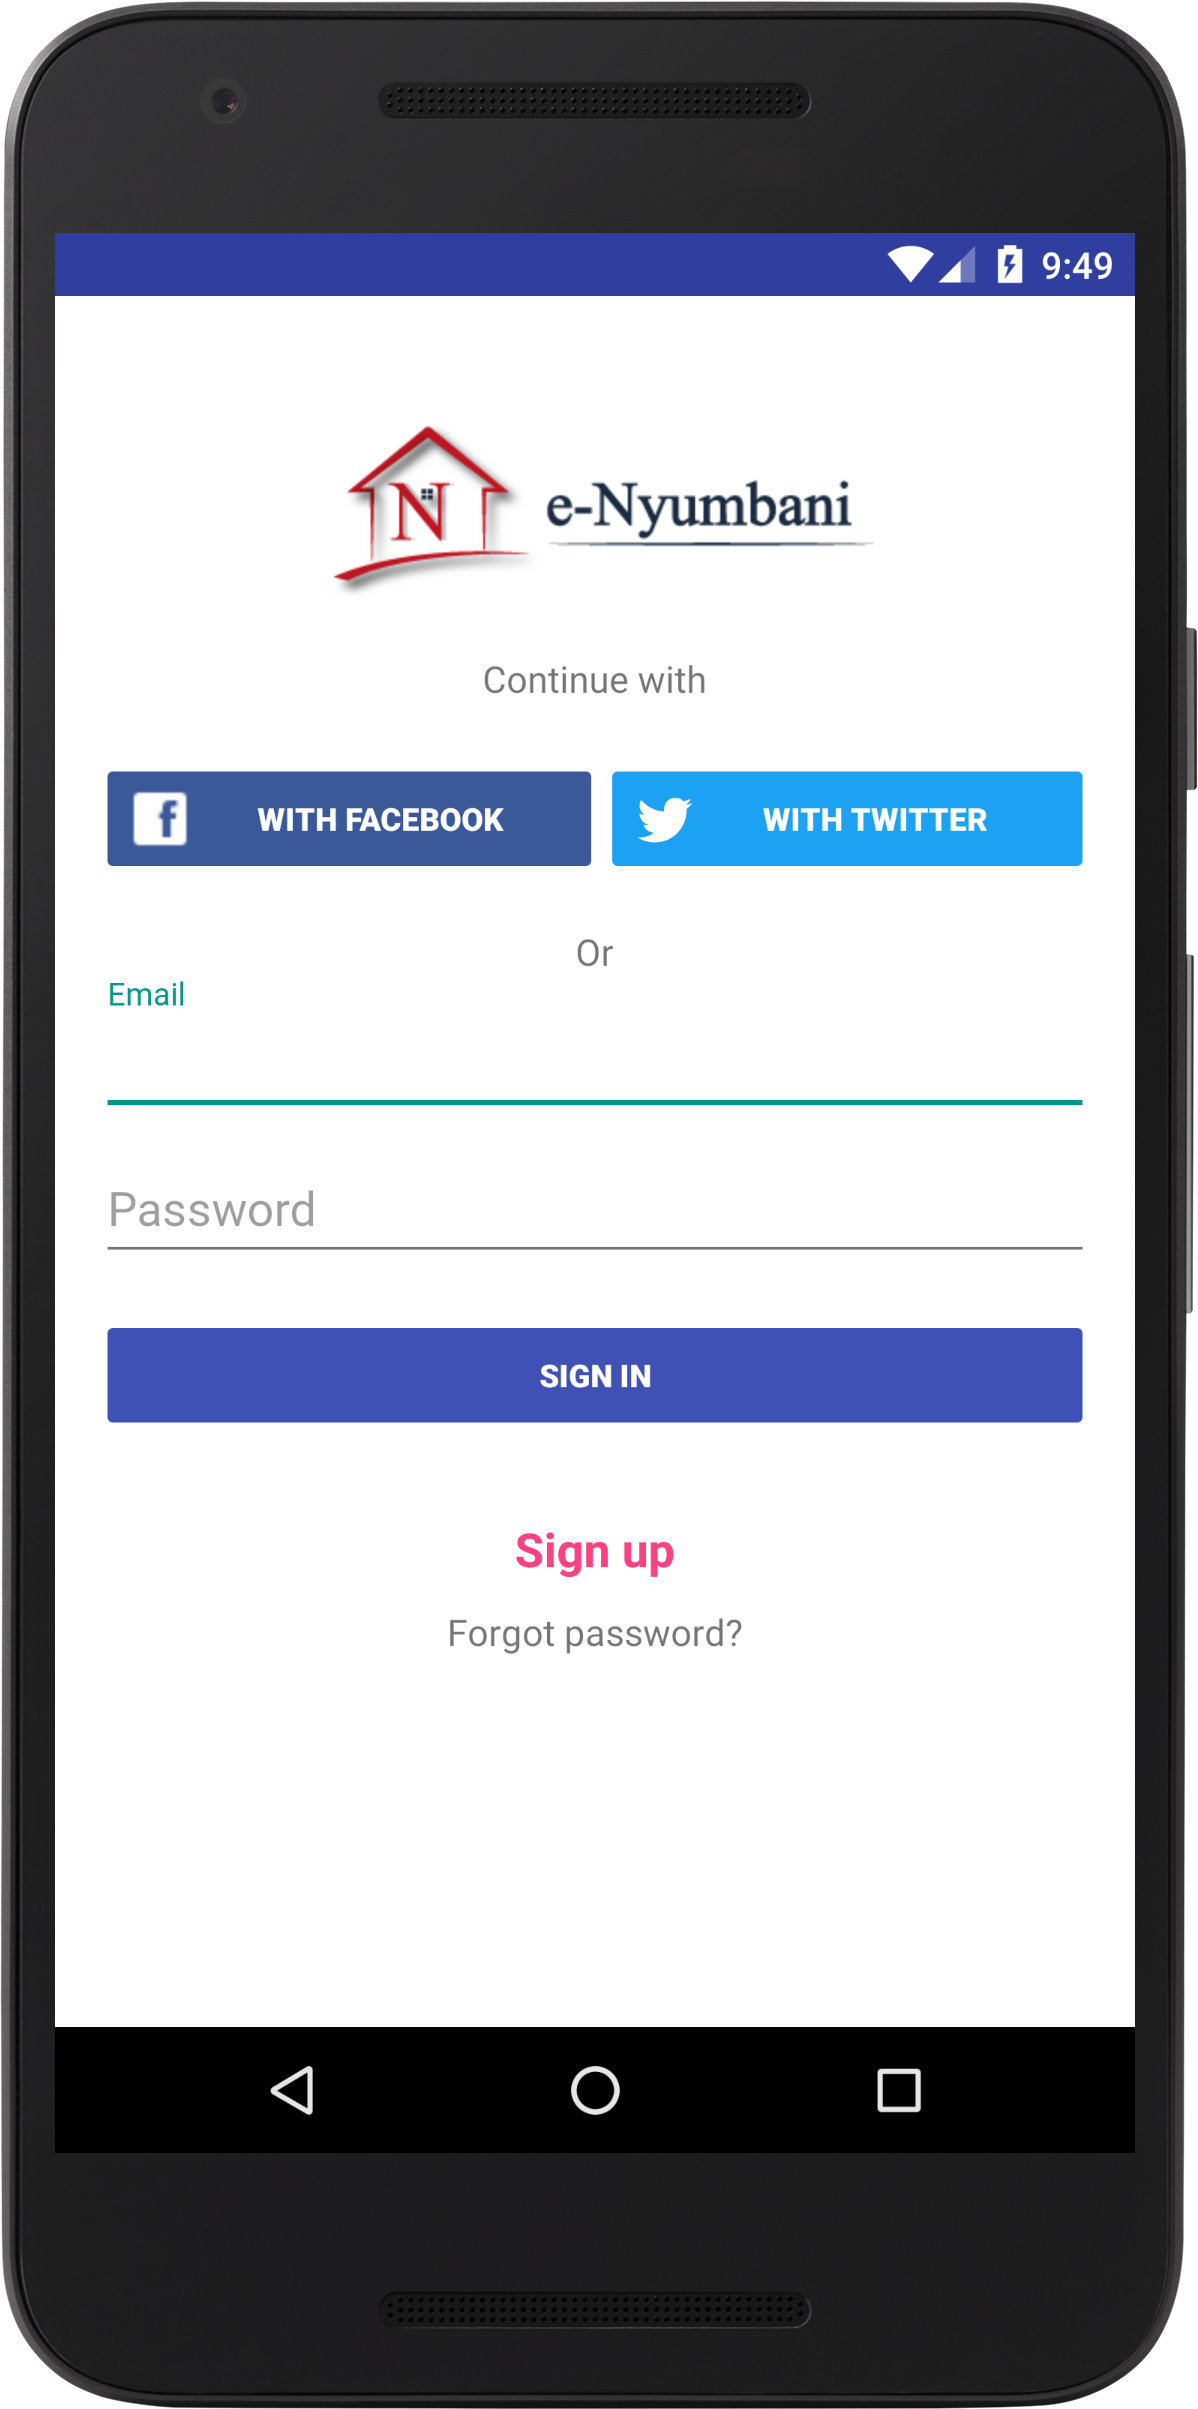 9:49
N e-Nyumbani
Continue with
f WITH FACEBOOK WITH TWITTER
Or
Email
Password
SIGN IN
Sign up
Forgot password?